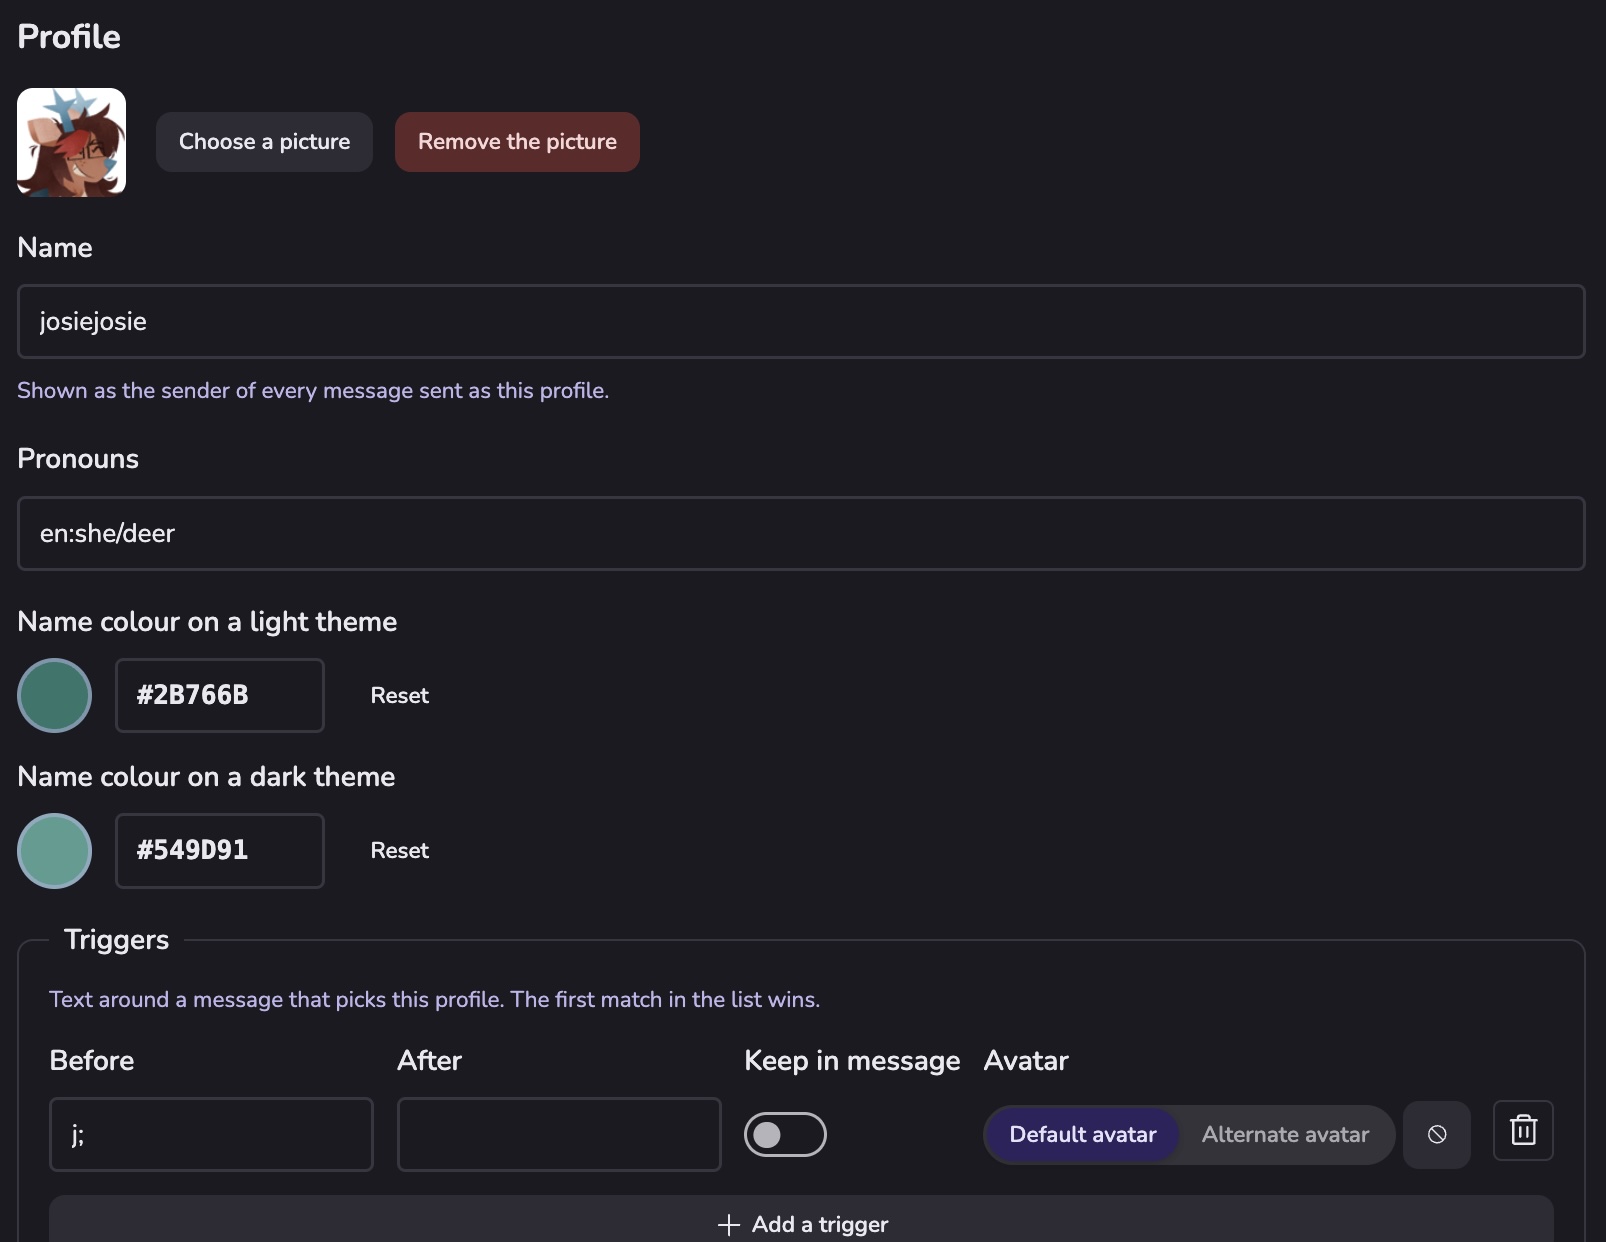 Profile
Choose a picture
Remove the picture
Name
josiejosie
Shown as the sender of every message sent as this profile.
Pronouns
en:she/deer
Name colour on a light theme
#2B766B
Reset
Name colour on a dark theme
#549D91
Reset
Triggers
Text around a message that picks this profile. The first match in the list wins.
Before
After
Keep in message
Avatar
j;
Default avatar
Alternate avatar
Add a trigger